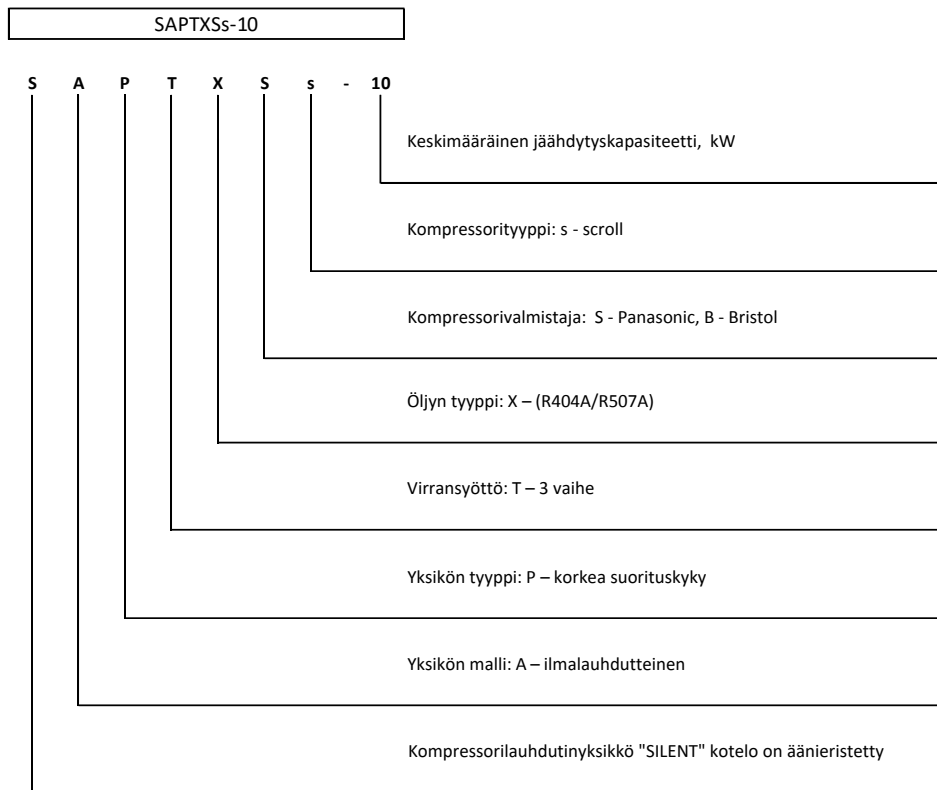 SAPTXSs-10
S A P T X S s - 10
Keskimääräinen jäähdytyskapasiteetti, kW
Kompressorityyppi: s - scroll
Kompressorivalmistaja: S - Panasonic, B - Bristol
Öljyn tyyppi: X – (R404A/R507A)
Virransyöttö: T – 3 vaihe
Yksikön tyyppi: P – korkea suorituskyky
Yksikön malli: A – ilmalauhdutteinen
Kompressorilauhdutinyksikkö "SILENT" kotelo on äänieristetty